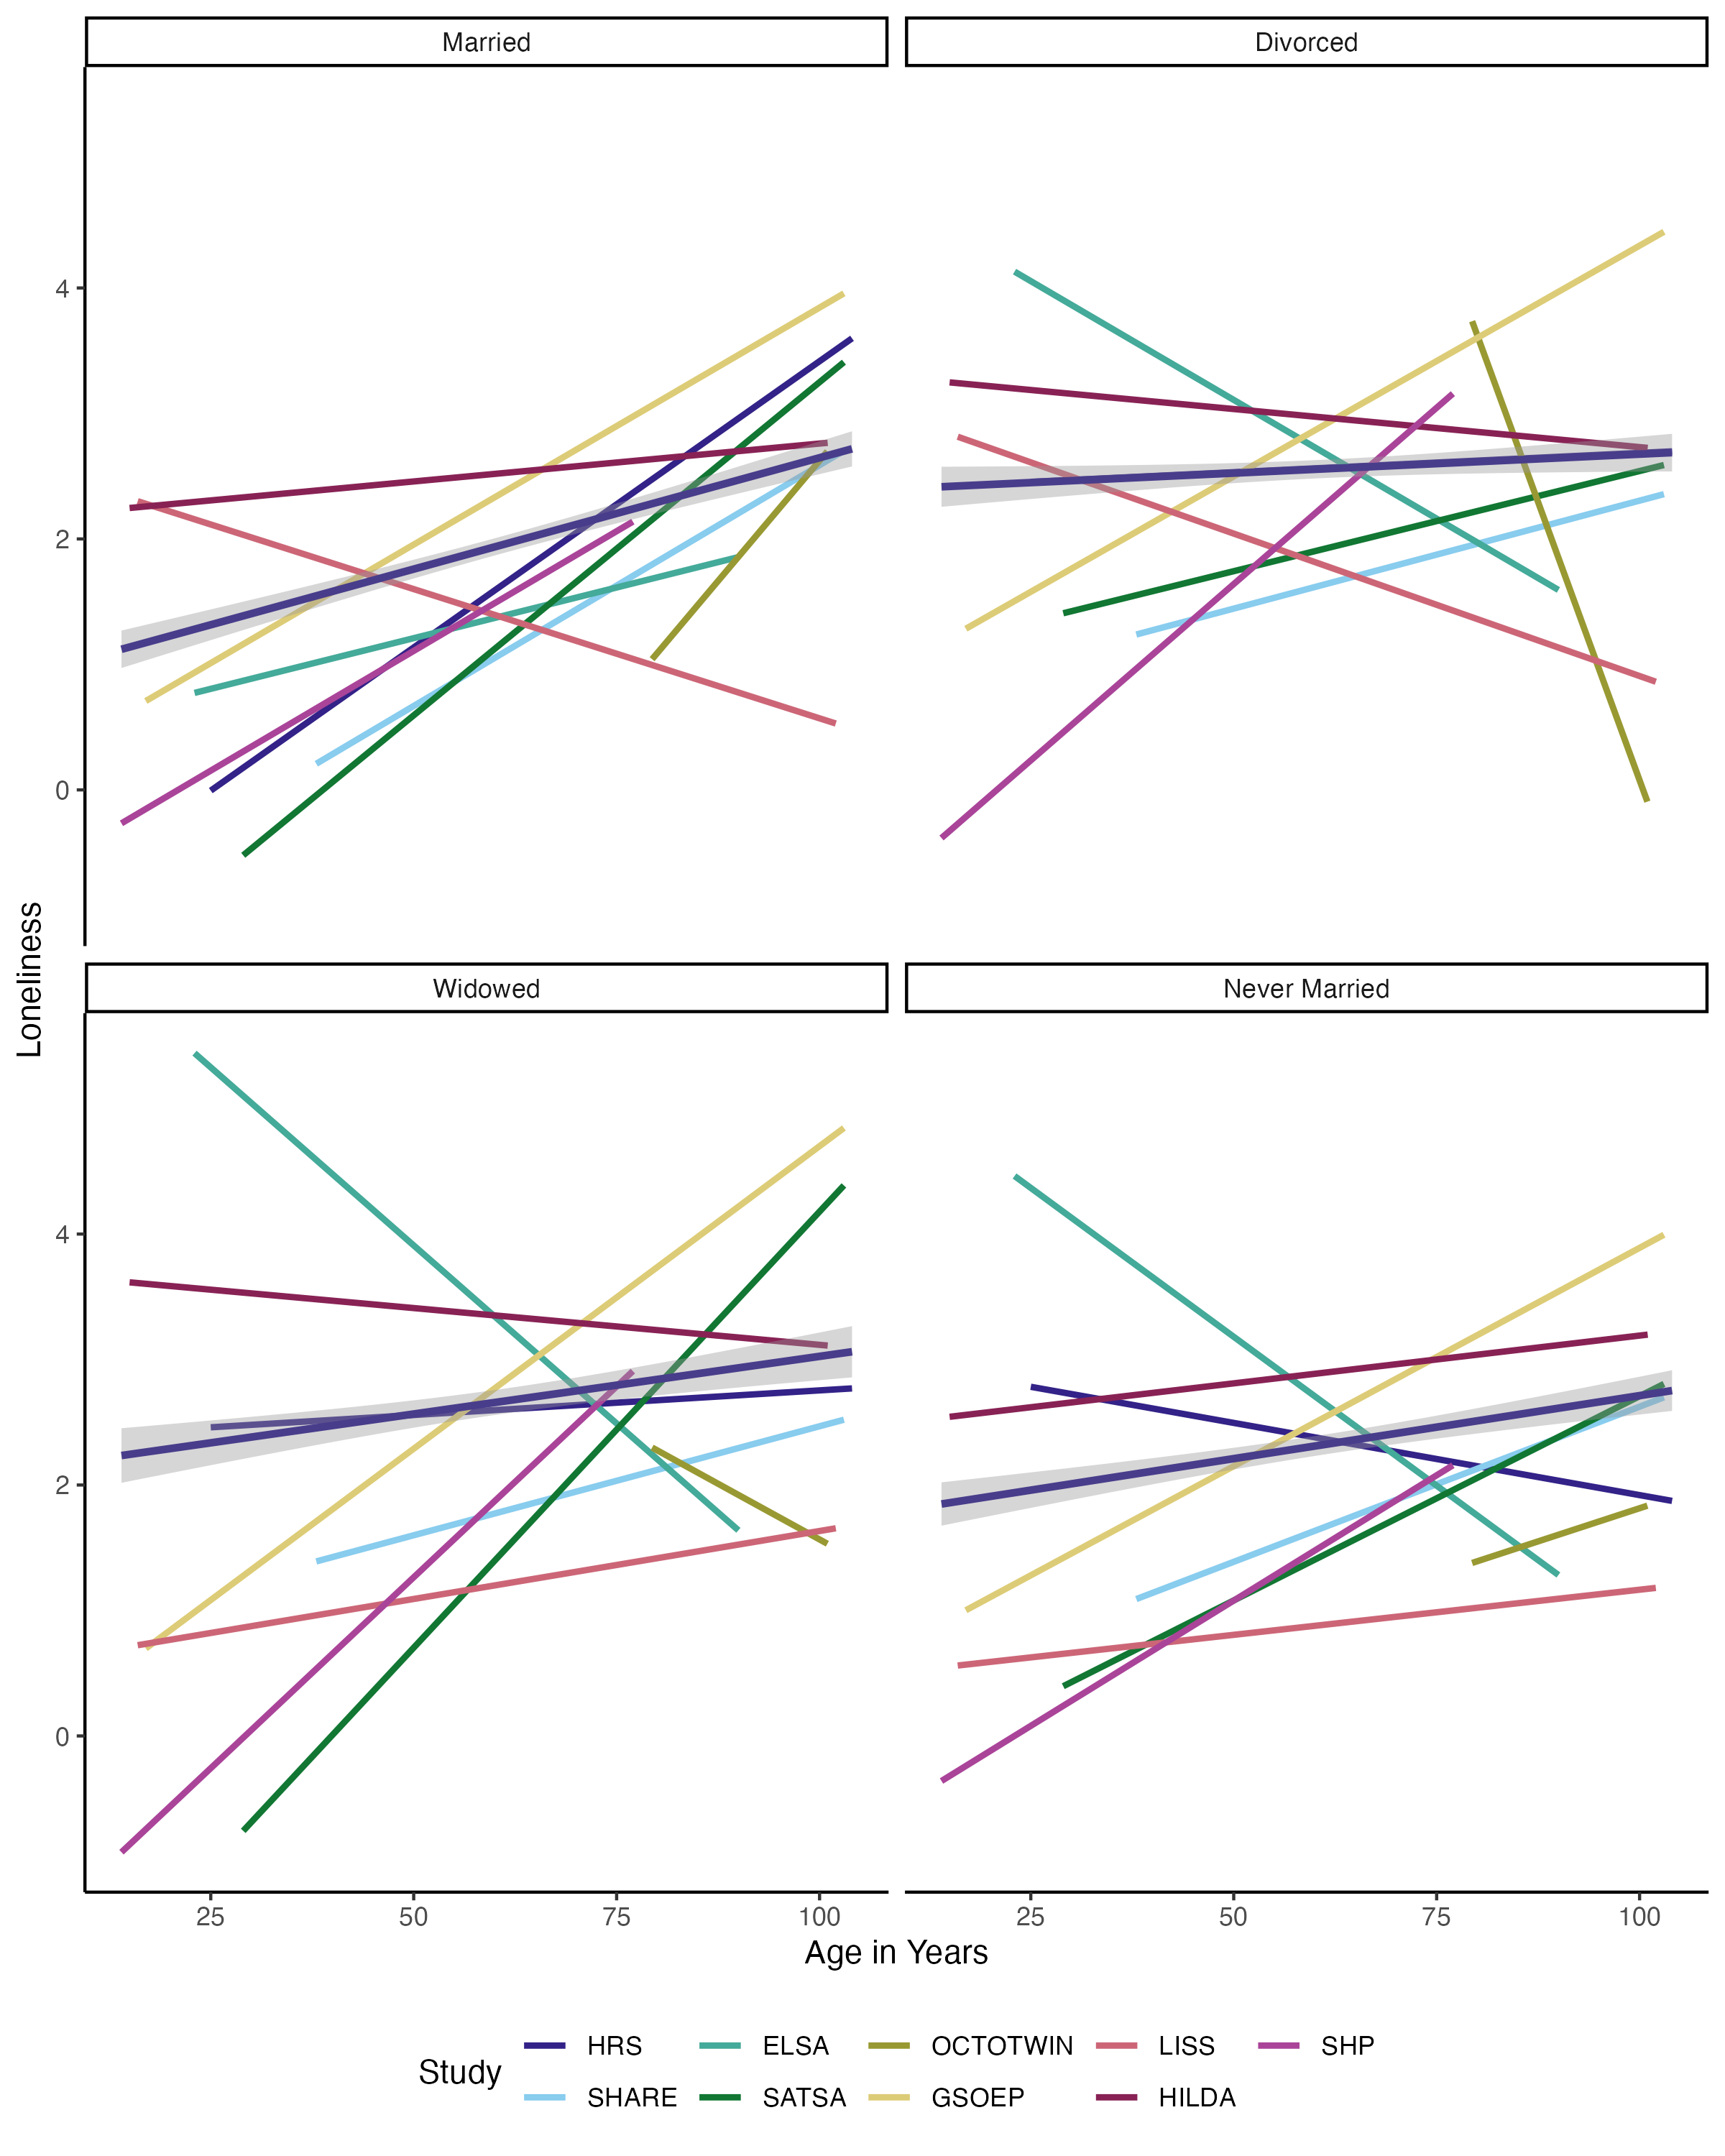 Married
Divorced
4
2
0
Loneliness
Widowed
Never Married
4
2
0
25 50 75 100 25 50 75 100
Age in Years
Study
HRS ELSA OCTOTWIN LISS SHP
SHARE SATSA GSOEP HILDA